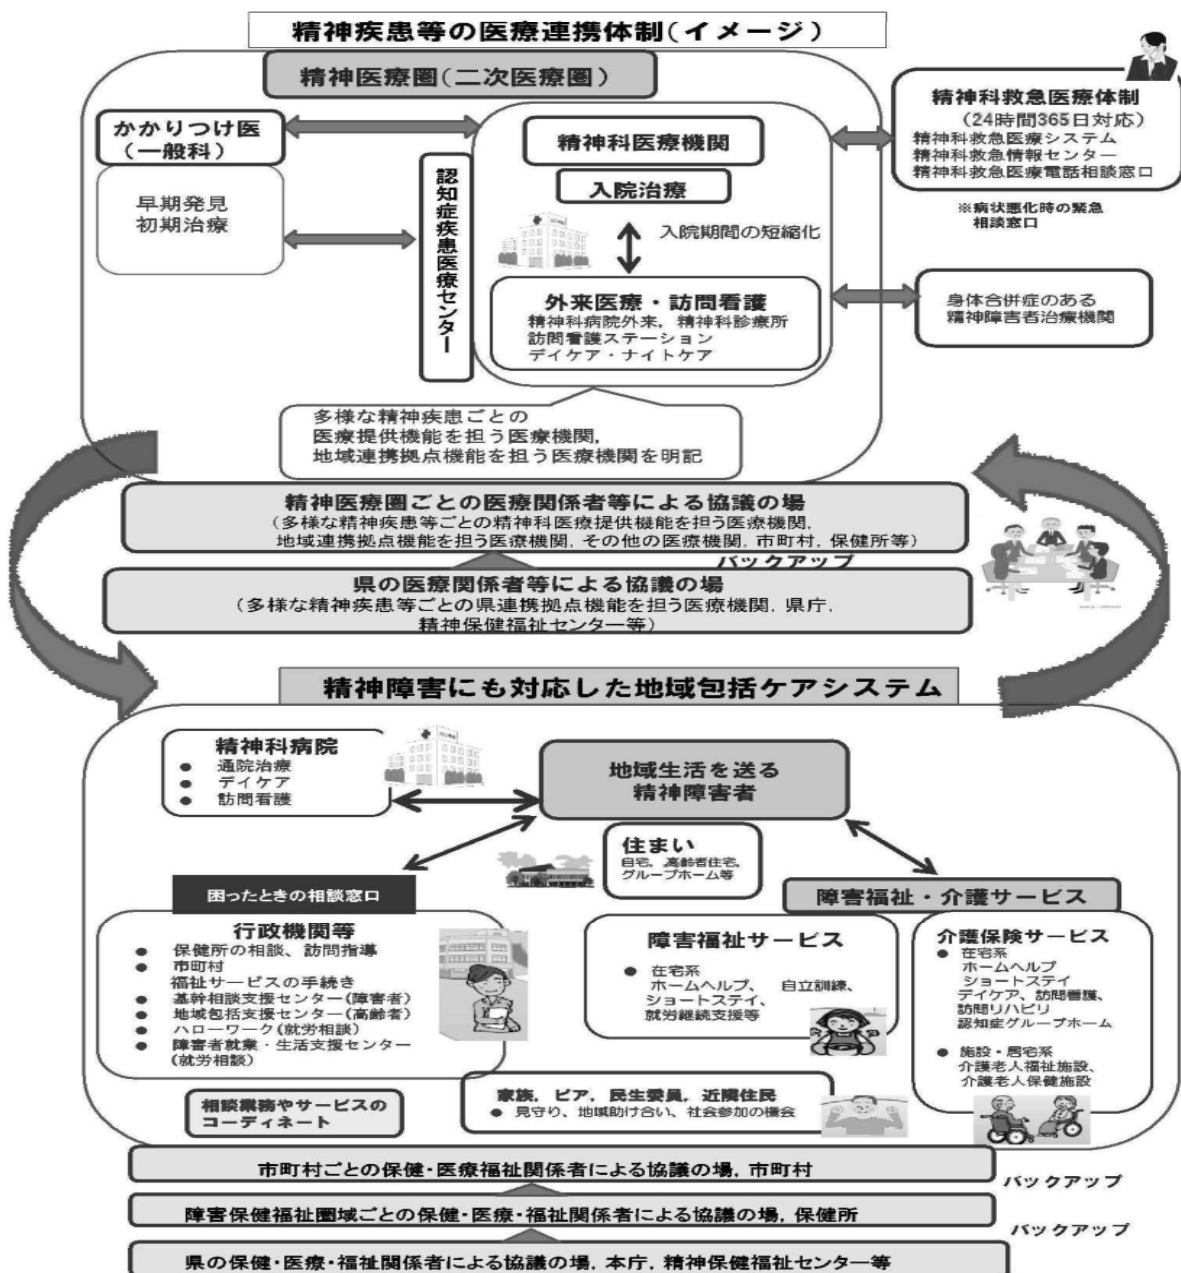 精神疾患等の医療連携体制(イメージ)
精神医療圏(二次医療圏)
かかりつけ医
(一般科)
早期発見
初期治療
認知症疾患医療センター
精神科医療機関
入院治療
入院期間の短縮化
外来医療・訪問看護
精神科病院外来, 精神科診療所
訪問看護ステーション
デイケア・ナイトケア
精神科救急医療体制
(24時間365日対応)
精神科救急医療システム
精神科救急情報センター
精神科救急医療電話相談窓口
※病状悪化時の緊急
相談窓口
身体合併症のある
精神障害者治療機関
多様な精神疾患ごとの
医療提供機能を担う医療機関,
地域連携拠点機能を担う医療機関を明記
精神医療圏ごとの医療関係者等による協議の場
(多様な精神疾患等ごとの精神科医療提供機能を担う医療機関,
地域連携拠点機能を担う医療機関, その他の医療機関, 市町村, 保健所等)
バックアップ
県の医療関係者等による協議の場
(多様な精神疾患等ごとの県連携拠点機能を担う医療機関, 県庁,
精神保健福祉センター等)
精神障害にも対応した地域包括ケアシステム
精神科病院
● 通院治療
● デイケア
● 訪問看護
地域生活を送る
精神障害者
住まい
自宅、高齢者住宅,
グループホーム等
困ったときの相談窓口
行政機関等
● 保健所の相談、訪問指導
● 市町村
福祉サービスの手続き
● 基幹相談支援センター(障害者)
● 地域包括支援センター(高齢者)
● ハローワーク(就労相談)
● 障害者就業・生活支援センター
(就労相談)
相談業務やサービスの
コーディネート
障害福祉・介護サービス
障害福祉サービス
● 在宅系
ホームヘルプ、 自立訓練、
ショートステイ、
就労継続支援等
介護保険サービス
● 在宅系
ホームヘルプ
ショートステイ
デイケア、訪問看護、
訪問リハビリ
認知症グループホーム
● 施設・居宅系
介護老人福祉施設、
介護老人保健施設
家族, ピア, 民生委員, 近隣住民
● 見守り、地域助け合い、社会参加の機会
市町村ごとの保健・医療福祉関係者による協議の場, 市町村
バックアップ
障害保健福祉圏域ごとの保健・医療・福祉関係者による協議の場, 保健所
バックアップ
県の保健・医療・福祉関係者による協議の場, 本庁, 精神保健福祉センター等